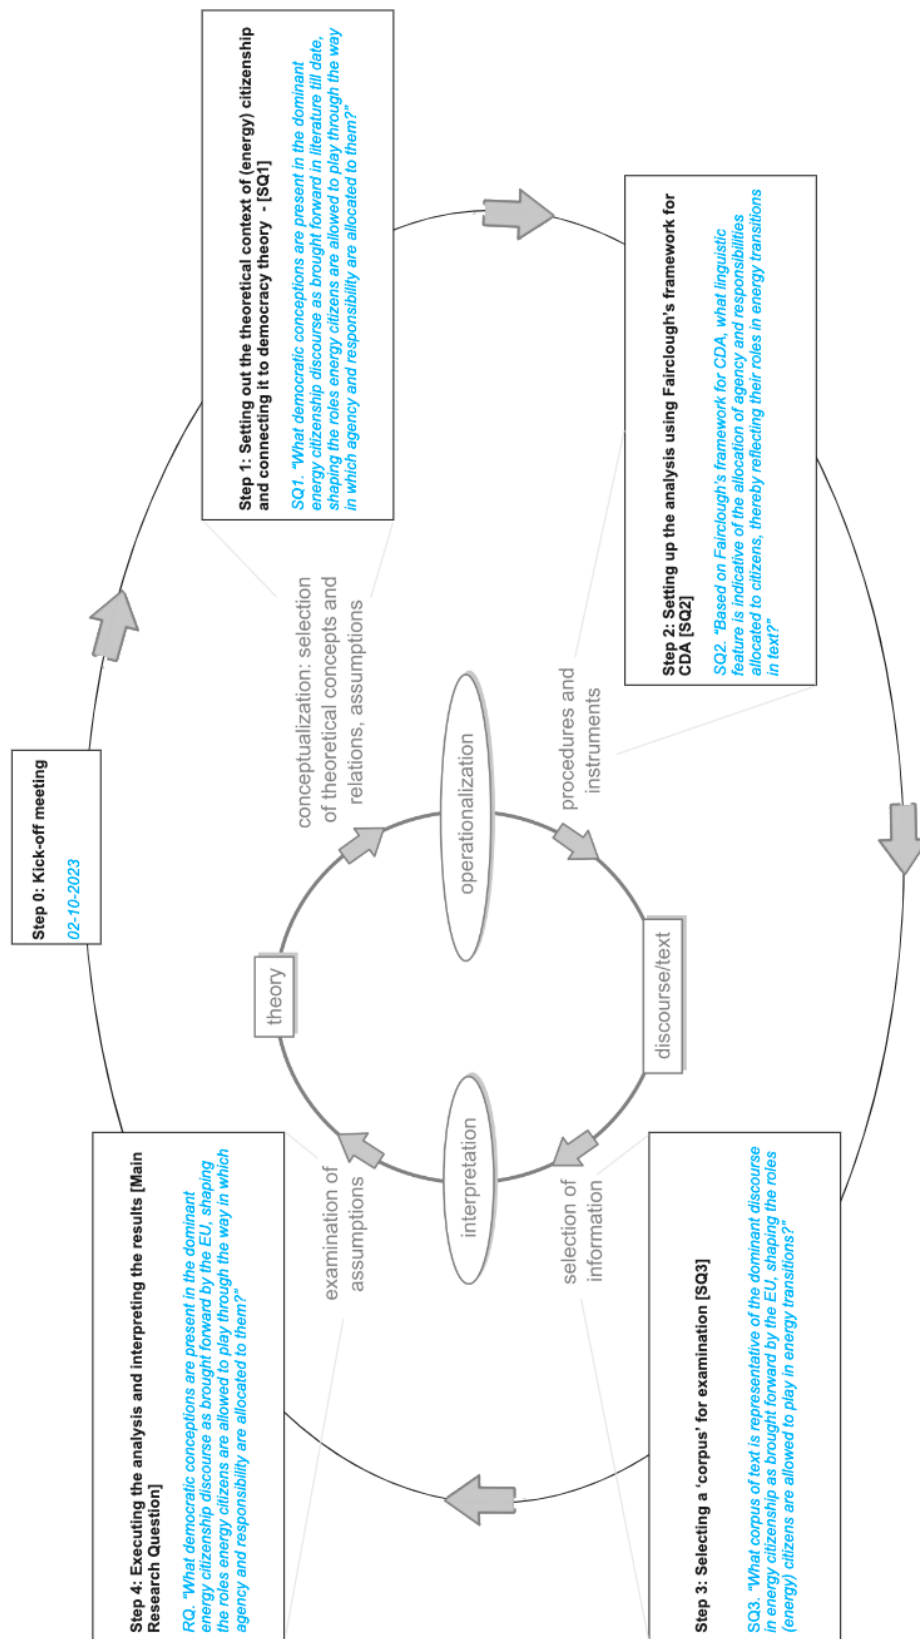 Step 0: Kick-off meeting
02-10-2023
Step 1: Setting out the theoretical context of (energy) citizenship
and connecting it to democracy theory - [SQ1]
SQ1. "What democratic conceptions are present in the dominant
energy citizenship discourse as brought forward in literature till date,
shaping the roles energy citizens are allowed to play through the way
in which agency and responsibility are allocated to them?"
Step 2: Setting up the analysis using Fairclough's framework for
CDA [SQ2]
SQ2. "Based on Fairclough's framework for CDA, what linguistic
feature is indicative of the allocation of agency and responsibilities
allocated to citizens, thereby reflecting their roles in energy transitions
in text?"
Step 3: Selecting a 'corpus' for examination [SQ3]
SQ3. "What corpus of text is representative of the dominant discourse
in energy citizenship as brought forward by the EU, shaping the roles
(energy) citizens are allowed to play in energy transitions?"
Step 4: Executing the analysis and interpreting the results [Main
Research Question]
RQ. "What democratic conceptions are present in the dominant
energy citizenship discourse as brought forward by the EU, shaping
the roles energy citizens are allowed to play through the way in which
agency and responsibility are allocated to them?"
theory
conceptualization: selection
of theoretical concepts and
relations, assumptions
operationalization
procedures and
instruments
discourse/text
selection of
information
interpretation
examination of
assumptions